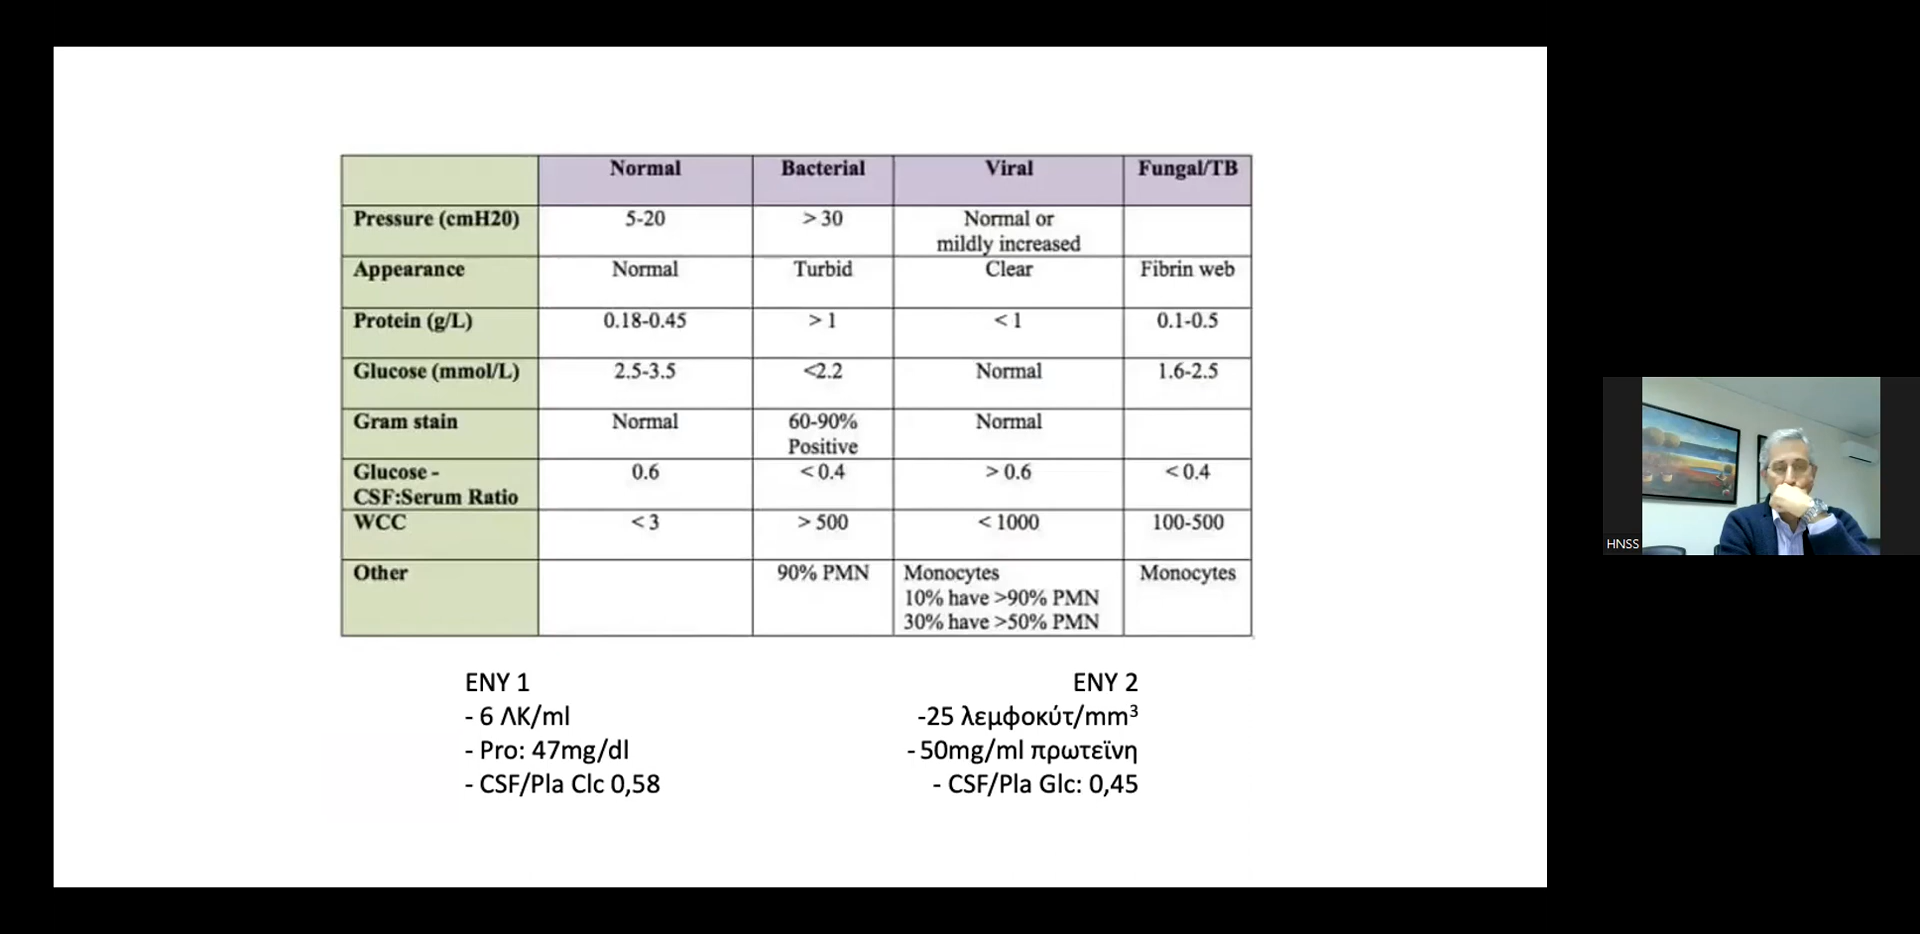 Normal Bacterial Viral Fungal/TB
Pressure (cmH20) 5-20 > 30 Normal or
mildly increased
Appearance Normal Turbid Clear Fibrin web
Protein (g/L) 0.18-0.45 > 1 < 1 0.1-0.5
Glucose (mmol/L) 2.5-3.5 <2.2 Normal 1.6-2.5
Gram stain Normal 60-90% Normal
Positive
Glucose - 0.6 < 0.4 > 0.6 < 0.4
CSF:Serum Ratio
WCC < 3 > 500 < 1000 100-500
Other 90% PMN Monocytes Monocytes
10% have >90% PMN
30% have >50% PMN
ΕΝΥ 1
- 6 ΛΚ/ml
- Pro: 47mg/dl
- CSF/Pla Clc 0,58
ΕΝΥ 2
-25 λεμφοκύτ/mm³
- 50mg/ml πρωτεϊνη
- CSF/Pla Glc: 0,45
HNSS